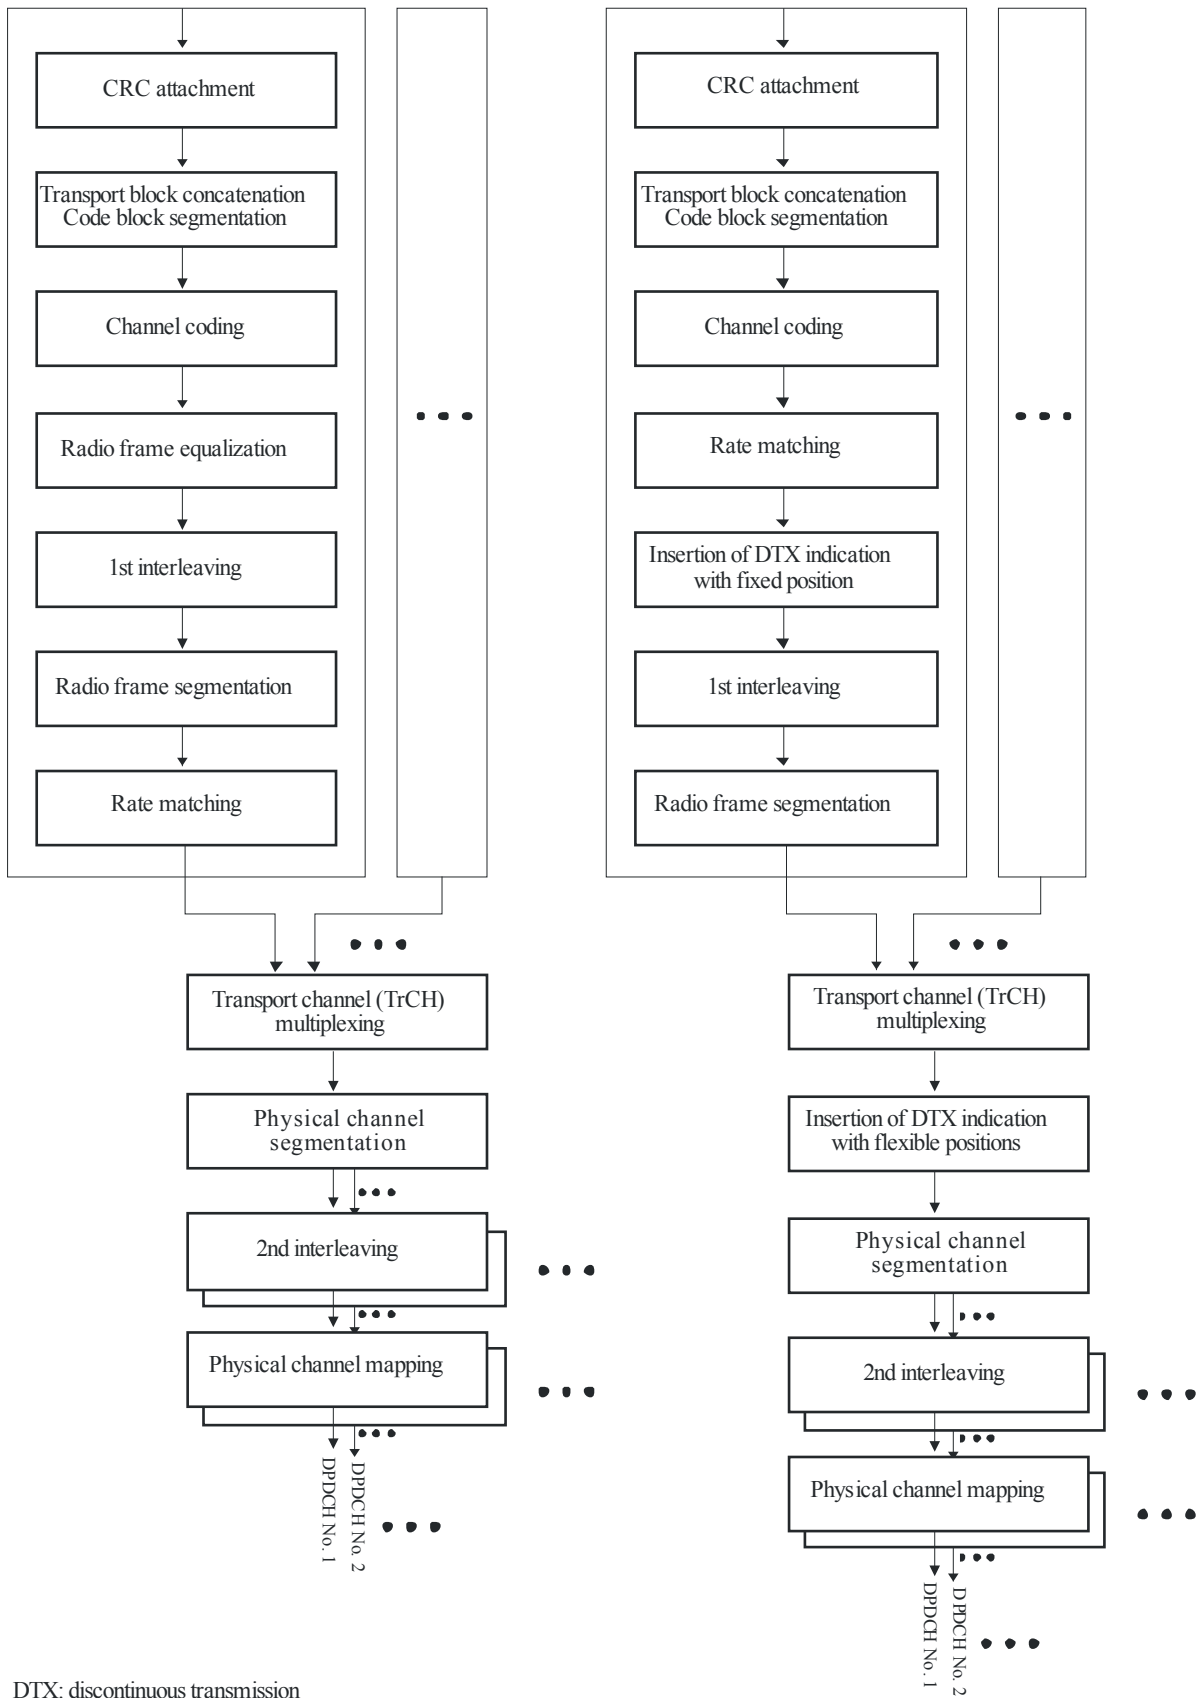 CRC attachment
Transport block concatenation
Code block segmentation
Channel coding
Radio frame equalization
1st interleaving
Radio frame segmentation
Rate matching
Transport channel (TrCH)
multiplexing
Physical channel
segmentation
2nd interleaving
Physical channel mapping
DPDCH No. 1
DPDCH No. 2
CRC attachment
Transport block concatenation
Code block segmentation
Channel coding
Rate matching
Insertion of DTX indication
with fixed position
1st interleaving
Radio frame segmentation
Transport channel (TrCH)
multiplexing
Insertion of DTX indication
with flexible positions
Physical channel
segmentation
2nd interleaving
Physical channel mapping
DPDCH No. 1
DPDCH No. 2
DTX: discontinuous transmission